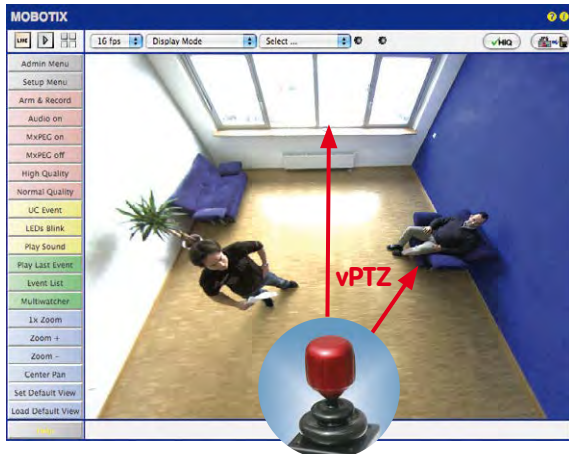 MOBOTIX
LIVE
16 fps
Display Mode
Select ...
HIQ
Admin Menu
Setup Menu
Arm & Record
Audio on
MxPEG on
MxPEG off
High Quality
Normal Quality
UC Event
LEDs Blink
Play Sound
Play Last Event
Event List
Multiwatcher
1x Zoom
Zoom +
Zoom -
Center Pan
Set Default View
Load Default View
vPTZ